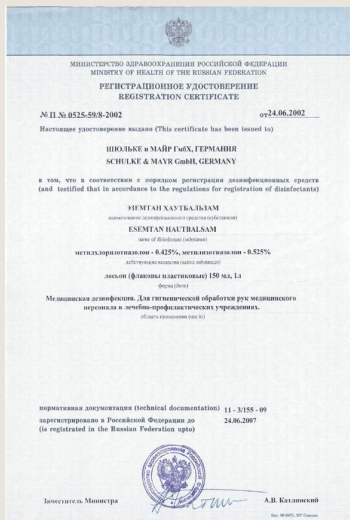 МИНИСТЕРСТВО ЗДРАВООХРАНЕНИЯ РОССИЙСКОЙ ФЕДЕРАЦИИ
MINISTRY OF HEALTH OF THE RUSSIAN FEDERATION
РЕГИСТРАЦИОННОЕ УДОСТОВЕРЕНИЕ
REGISTRATION CERTIFICATE
№ П № 0525-59/8-2002 от 24.06.2002
Настоящее удостоверение выдано (This certificate has been issued to)
ШЮЛЬКЕ и МАЙР ГмбХ, ГЕРМАНИЯ
SCHULKE & MAYR GmbH, GERMANY
в том, что в соответствии с порядком регистрации дезинфекционных средств
(and testified that in accordance to the regulations for registration of disinfectants)
ЭЗЕМТАН ХАУТБАЛЬЗАМ
наименование дезинфекционного средства (субстанции)
ESEMTAN HAUTBALSAM
name of disinfectant (substance)
метилхлоризотиазолон - 0.425%, метилизотиазолон - 0.525%
действующие вещества (native substance)
лосьон (флаконы пластиковые) 150 мл, 1л
форма (form)
Медицинская дезинфекция. Для гигиенической обработки рук медицинского
персонала в лечебно-профилактических учреждениях.
область применения (use in)
нормативная документация (technical documentation) 11 - 3/155 - 09
зарегистрировано в Российской Федерации до 24.06.2007
(is registrated in the Russian Federation upto)
Заместитель Министра А.В. Катлинский